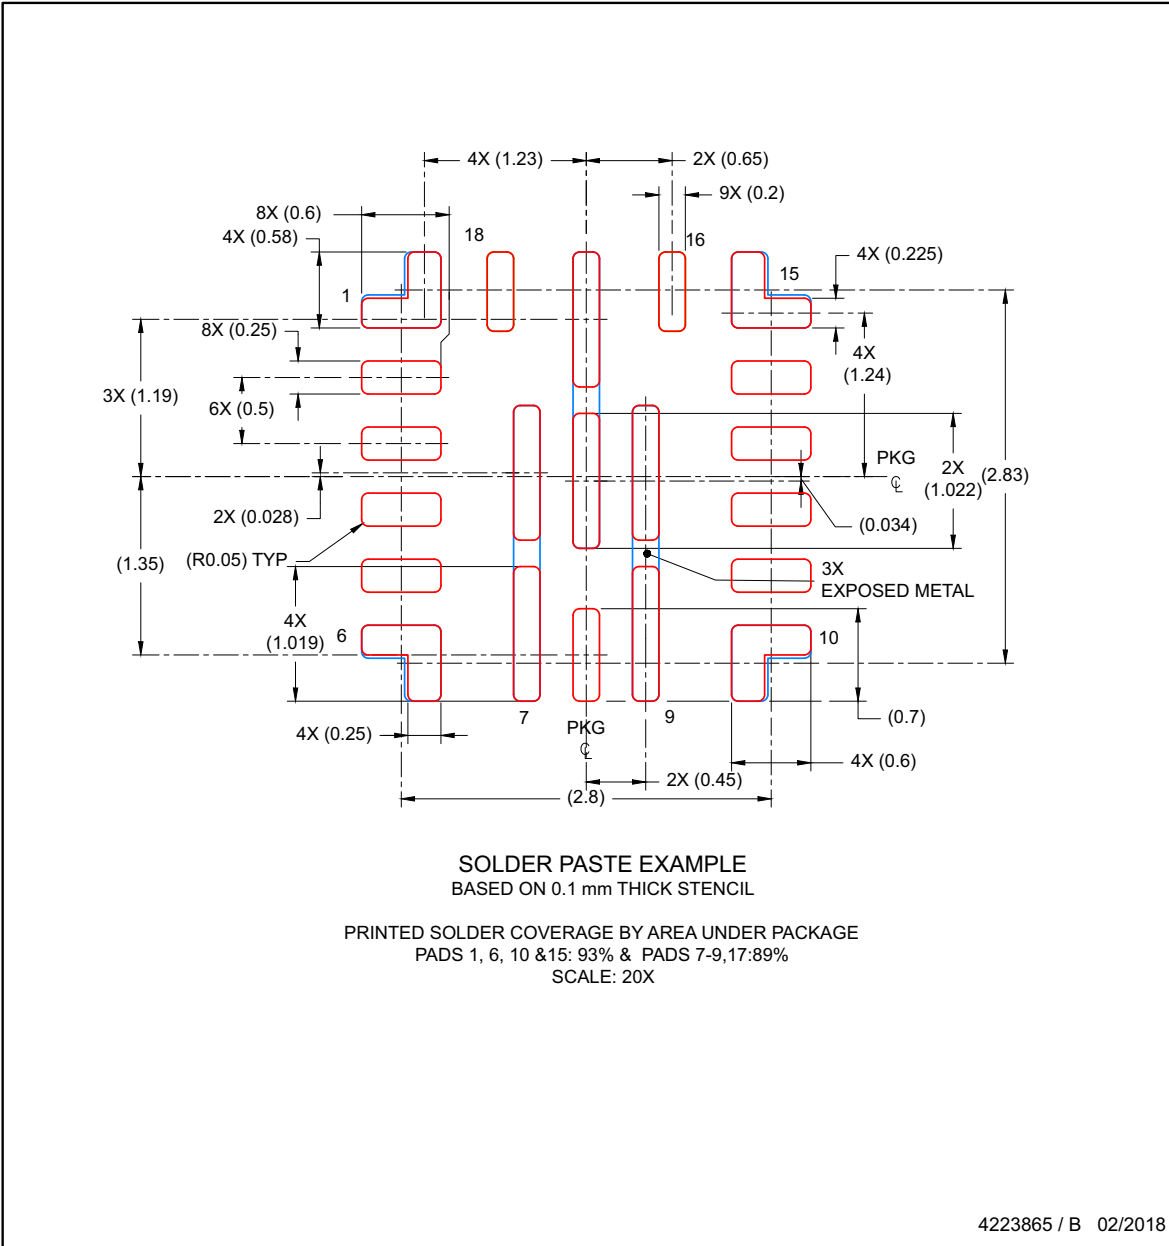 4X (1.23)
2X (0.65)
9X (0.2)
8X (0.6)
18
16
4X (0.58)
15
4X (0.225)
1
8X (0.25)
4X
(1.24)
3X (1.19)
6X (0.5)
PKG
CL
2X
(1.022)
(2.83)
2X (0.028)
(0.034)
(1.35)
(R0.05) TYP
3X
EXPOSED METAL
4X
(1.019)
6
10
7
PKG
CL
9
(0.7)
4X (0.25)
4X (0.6)
2X (0.45)
(2.8)
SOLDER PASTE EXAMPLE
BASED ON 0.1 mm THICK STENCIL
PRINTED SOLDER COVERAGE BY AREA UNDER PACKAGE
PADS 1, 6, 10 &15: 93% & PADS 7-9,17:89%
SCALE: 20X
4223865 / B 02/2018